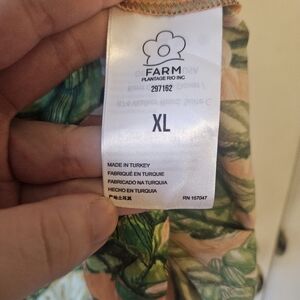 FARM
PLANTAGE RIO INC
297162
XL
MADE IN TURKEY
FABRIQUÉ EN TURQUIE
FABRICADO NA TURQUIA
HECHO EN TURQUIA
RN 157047